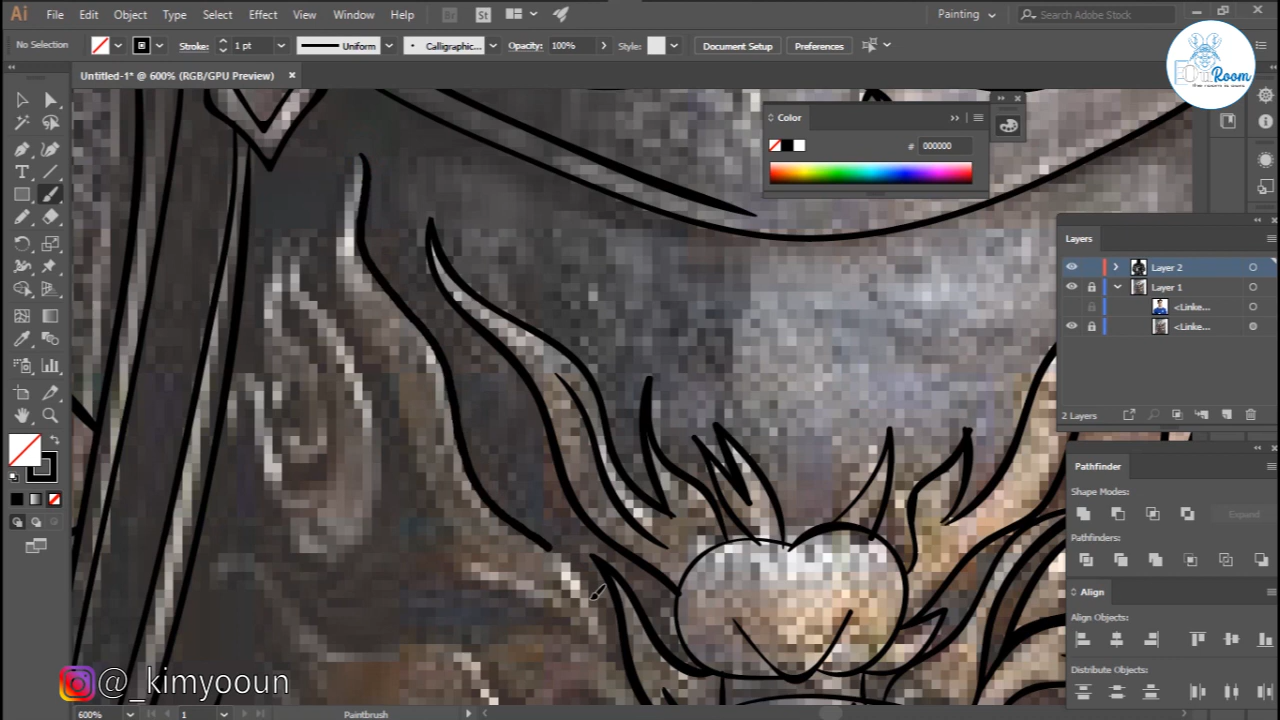 Ai File Edit Object Type Select Effect View Window Help Br St Painting Search Adobe Stock
No Selection Stroke: 1 pt Uniform Calligraphic... Opacity: 100% Style: Document Setup Preferences
Untitled-1* @ 600% (RGB/GPU Preview)
Room
Color
# 000000
Layers
Layer 2
Layer 1
<Linke...
<Linke...
2 Layers
Pathfinder
Shape Modes:
Expand
Pathfinders:
Align
Align Objects:
Distribute Objects:
@_kimyooun
600% 1 Paintbrush